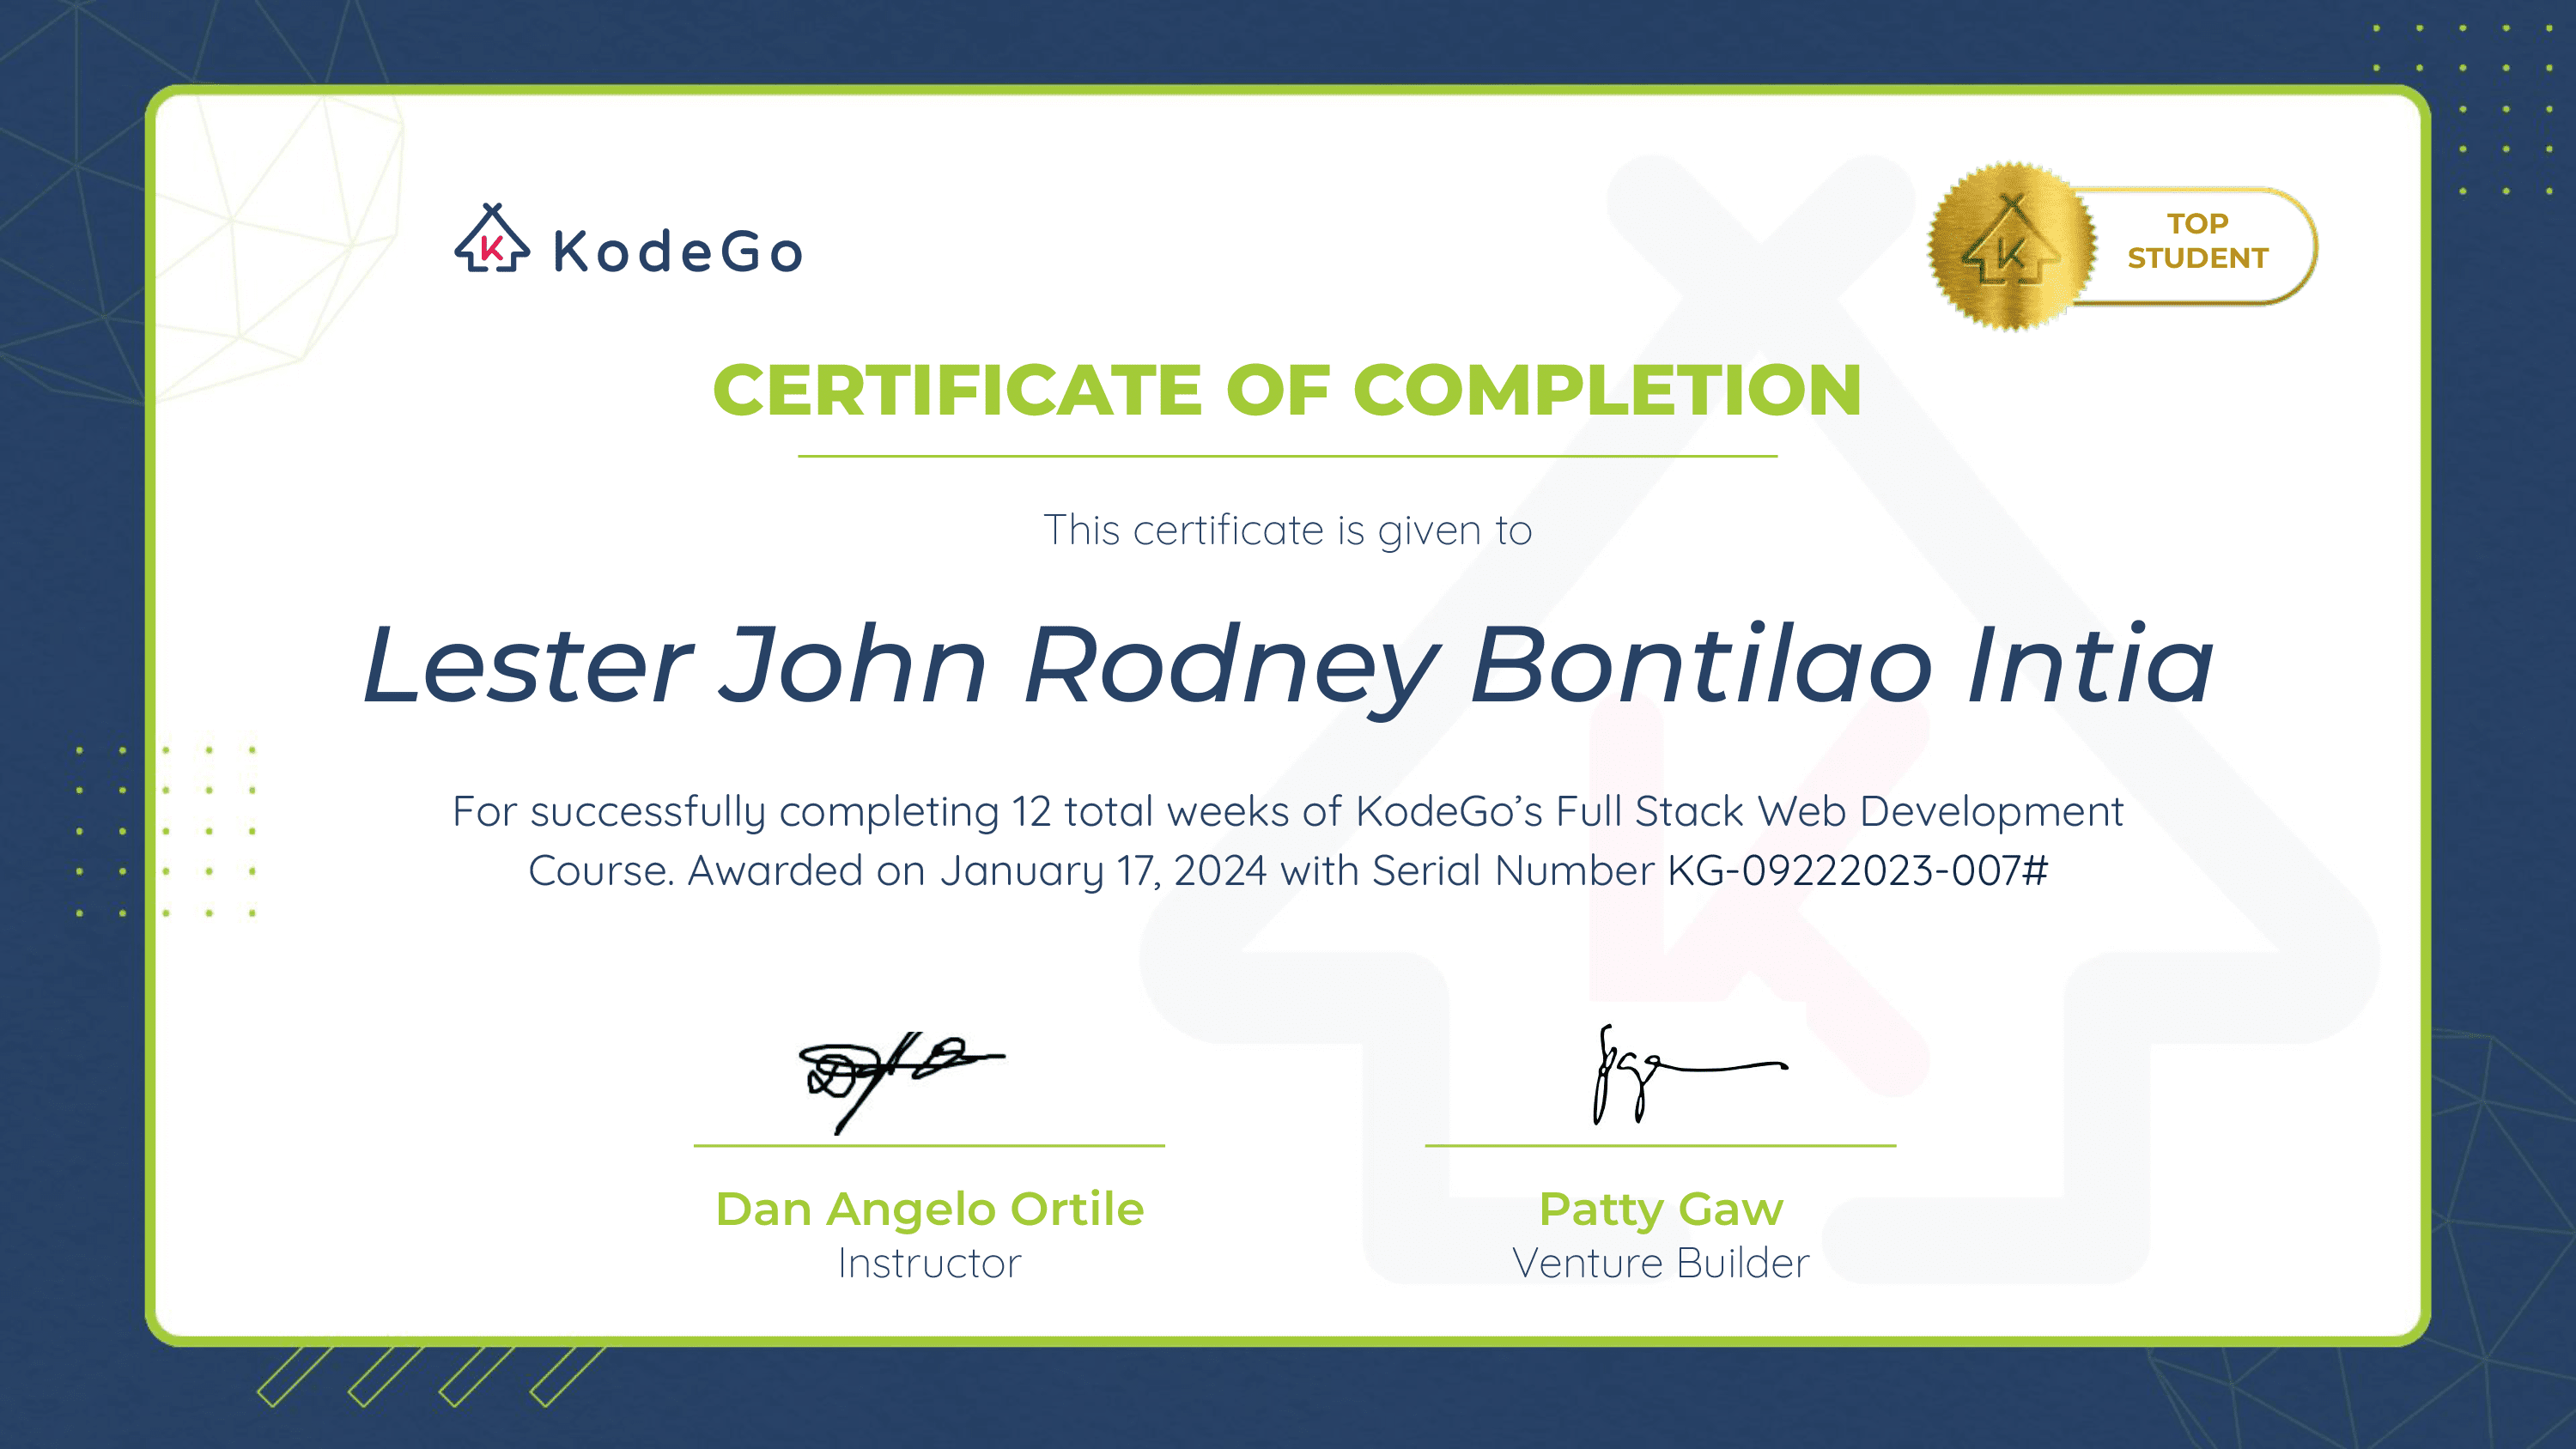 KodeGo
TOP
STUDENT
CERTIFICATE OF COMPLETION
This certificate is given to
Lester John Rodney Bontilao Intia
For successfully completing 12 total weeks of KodeGo’s Full Stack Web Development
Course. Awarded on January 17, 2024 with Serial Number KG-09222023-007#
Dan Angelo Ortile
Instructor
Patty Gaw
Venture Builder